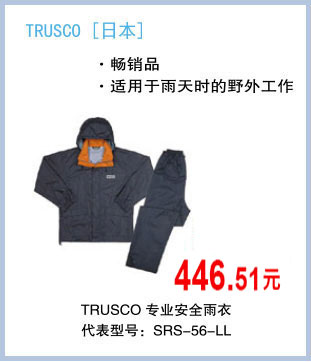 TRUSCO [日本]
· 畅销品
· 适用于雨天时的野外工作
446.51元
TRUSCO 专业安全雨衣
代表型号: SRS-56-LL